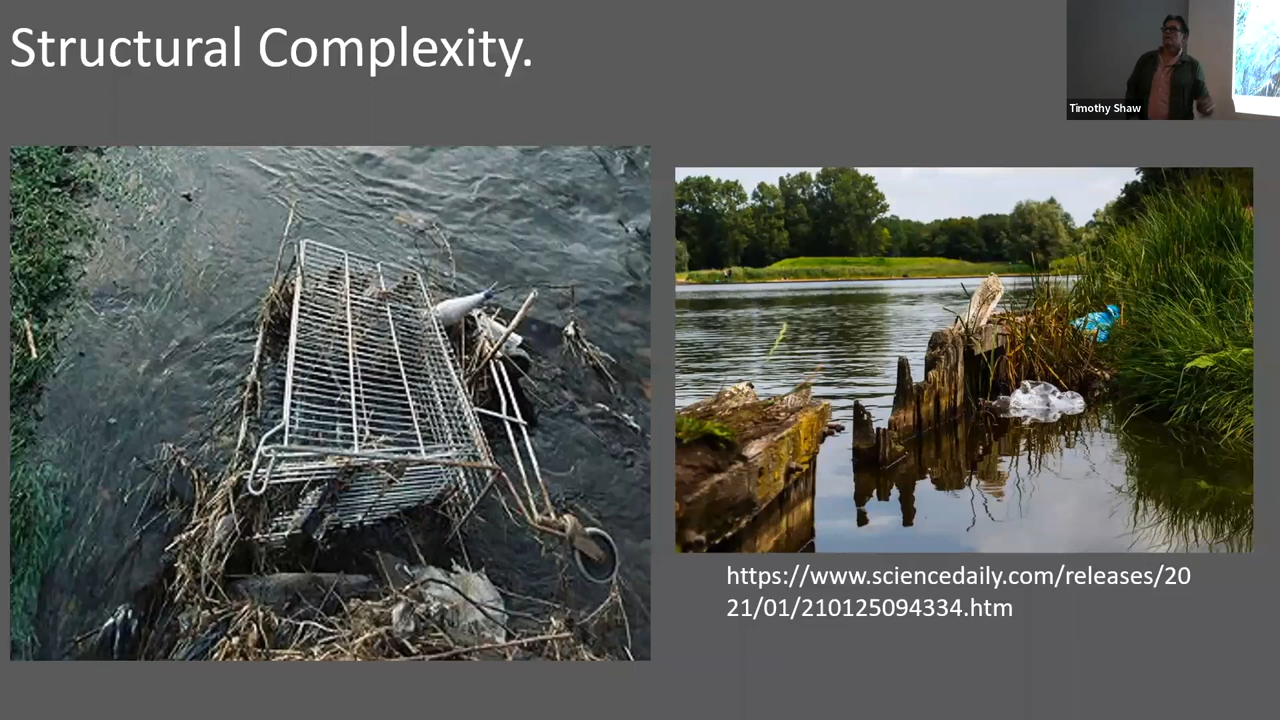 Structural Complexity.
Timothy Shaw
https://www.sciencedaily.com/releases/20
21/01/210125094334.htm